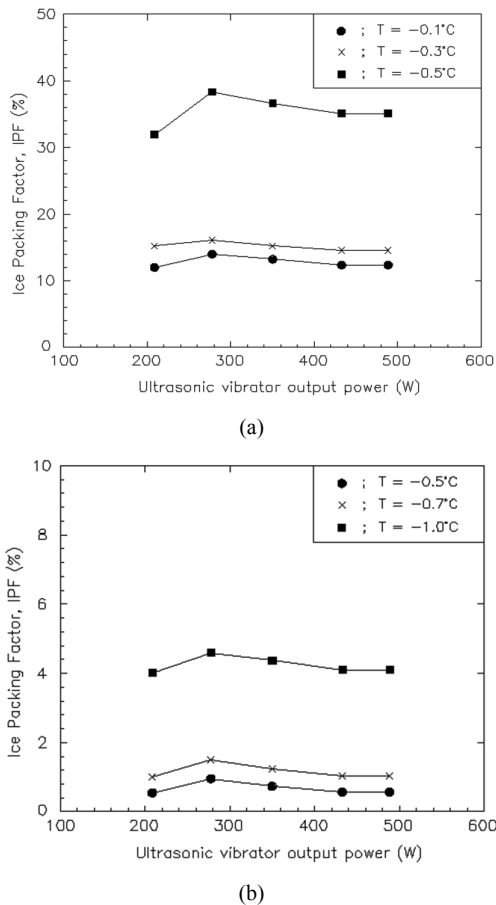 50
40
30
20
10
0
Ice Packing Factor, IPF (%)
● ; T = −0.1°C
× ; T = −0.3°C
■ ; T = −0.5°C
100 200 300 400 500 600
Ultrasonic vibrator output power (W)
(a)
10
8
6
4
2
0
Ice Packing Factor, IPF (%)
● ; T = −0.5°C
× ; T = −0.7°C
■ ; T = −1.0°C
100 200 300 400 500 600
Ultrasonic vibrator output power (W)
(b)